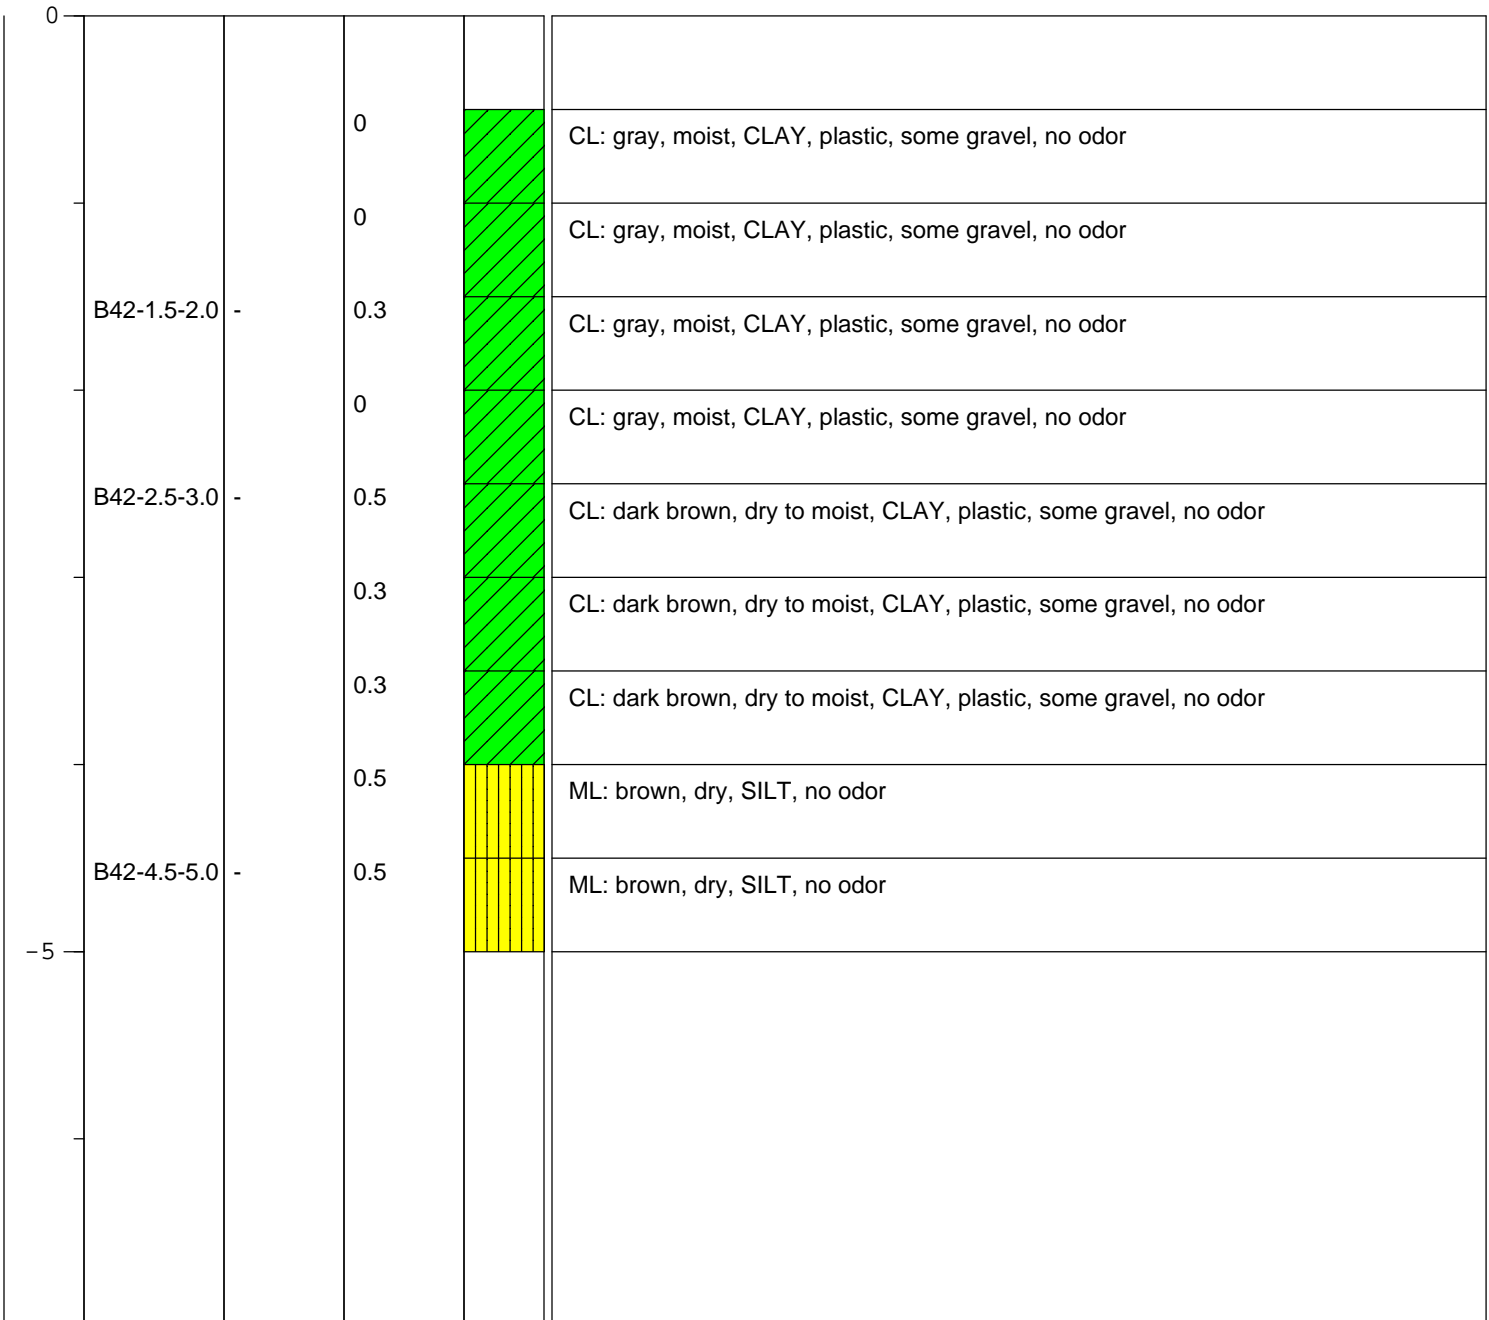 0
0
CL: gray, moist, CLAY, plastic, some gravel, no odor
0
CL: gray, moist, CLAY, plastic, some gravel, no odor
B42-1.5-2.0 - 0.3
CL: gray, moist, CLAY, plastic, some gravel, no odor
0
CL: gray, moist, CLAY, plastic, some gravel, no odor
B42-2.5-3.0 - 0.5
CL: dark brown, dry to moist, CLAY, plastic, some gravel, no odor
0.3
CL: dark brown, dry to moist, CLAY, plastic, some gravel, no odor
0.3
CL: dark brown, dry to moist, CLAY, plastic, some gravel, no odor
0.5
ML: brown, dry, SILT, no odor
B42-4.5-5.0 - 0.5
ML: brown, dry, SILT, no odor
-5